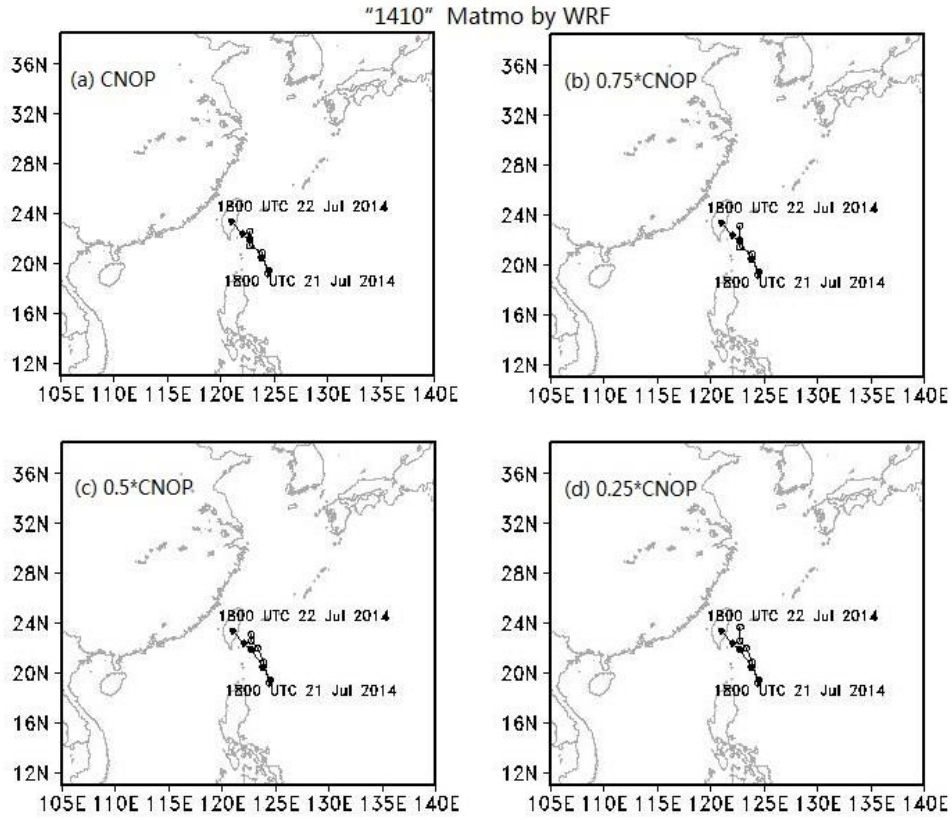 "1410" Matmo by WRF
(a) CNOP
36N
32N
28N
24N
20N
16N
12N
1800 UTC 22 Jul 2014
1800 UTC 21 Jul 2014
105E 110E 115E 120E 125E 130E 135E 140E
(b) 0.75*CNOP
36N
32N
28N
24N
20N
16N
12N
1800 UTC 22 Jul 2014
1800 UTC 21 Jul 2014
105E 110E 115E 120E 125E 130E 135E 140E
(c) 0.5*CNOP
36N
32N
28N
24N
20N
16N
12N
1800 UTC 22 Jul 2014
1800 UTC 21 Jul 2014
105E 110E 115E 120E 125E 130E 135E 140E
(d) 0.25*CNOP
36N
32N
28N
24N
20N
16N
12N
1800 UTC 22 Jul 2014
1800 UTC 21 Jul 2014
105E 110E 115E 120E 125E 130E 135E 140E